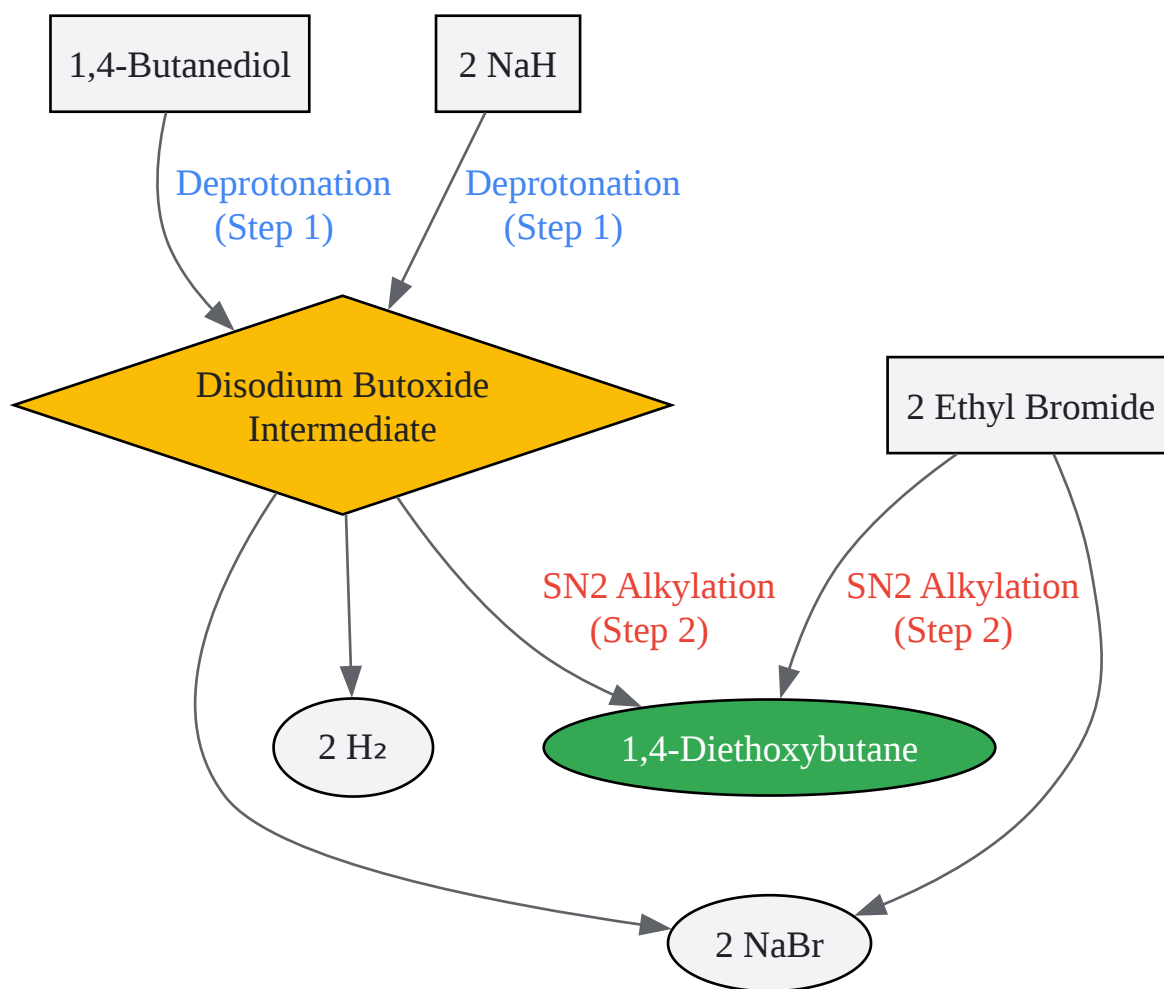 1,4-Butanediol
2 NaH
Deprotonation
(Step 1)
Deprotonation
(Step 1)
Disodium Butoxide
Intermediate
2 Ethyl Bromide
SN2 Alkylation
(Step 2)
SN2 Alkylation
(Step 2)
2 H₂
1,4-Diethoxybutane
2 NaBr